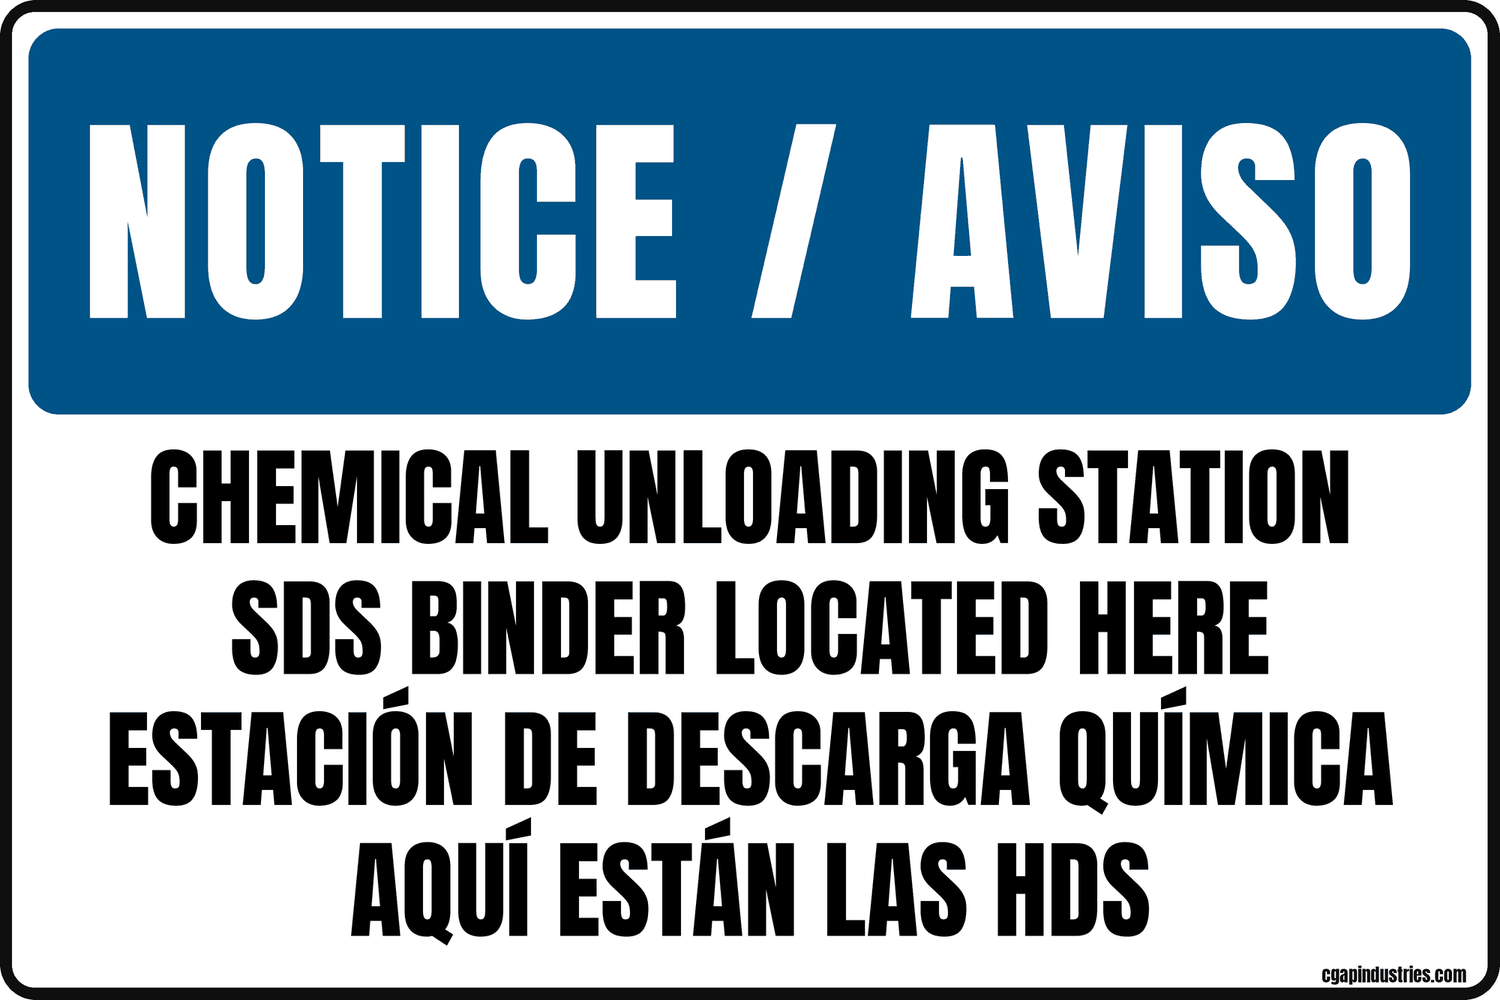 NOTICE / AVISO
CHEMICAL UNLOADING STATION
SDS BINDER LOCATED HERE
ESTACIÓN DE DESCARGA QUÍMICA
AQUÍ ESTÁN LAS HDS
cgapindustries.com